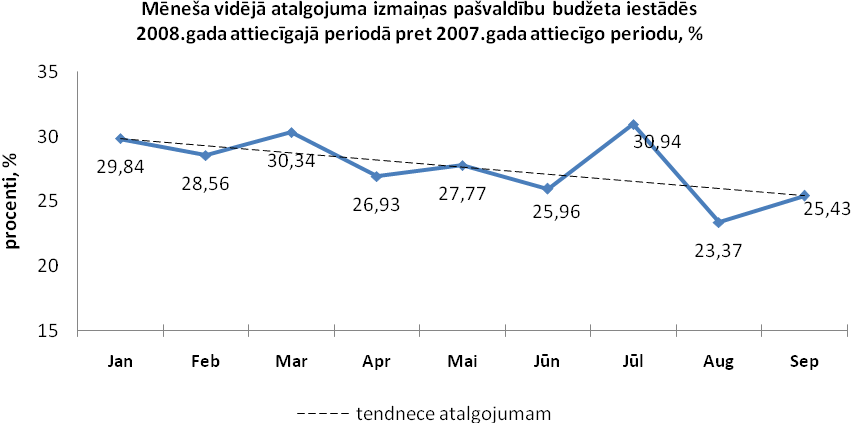 Mēneša vidējā atalgojuma izmaiņas pašvaldību budžeta iestādēs
2008.gada attiecīgajā periodā pret 2007.gada attiecīgo periodu, %
procenti, %
35
30
25
20
15
29,84
28,56
30,34
26,93
27,77
25,96
30,94
23,37
25,43
Jan Feb Mar Apr Mai Jūn Jūl Aug Sep
tendnece atalgojumam